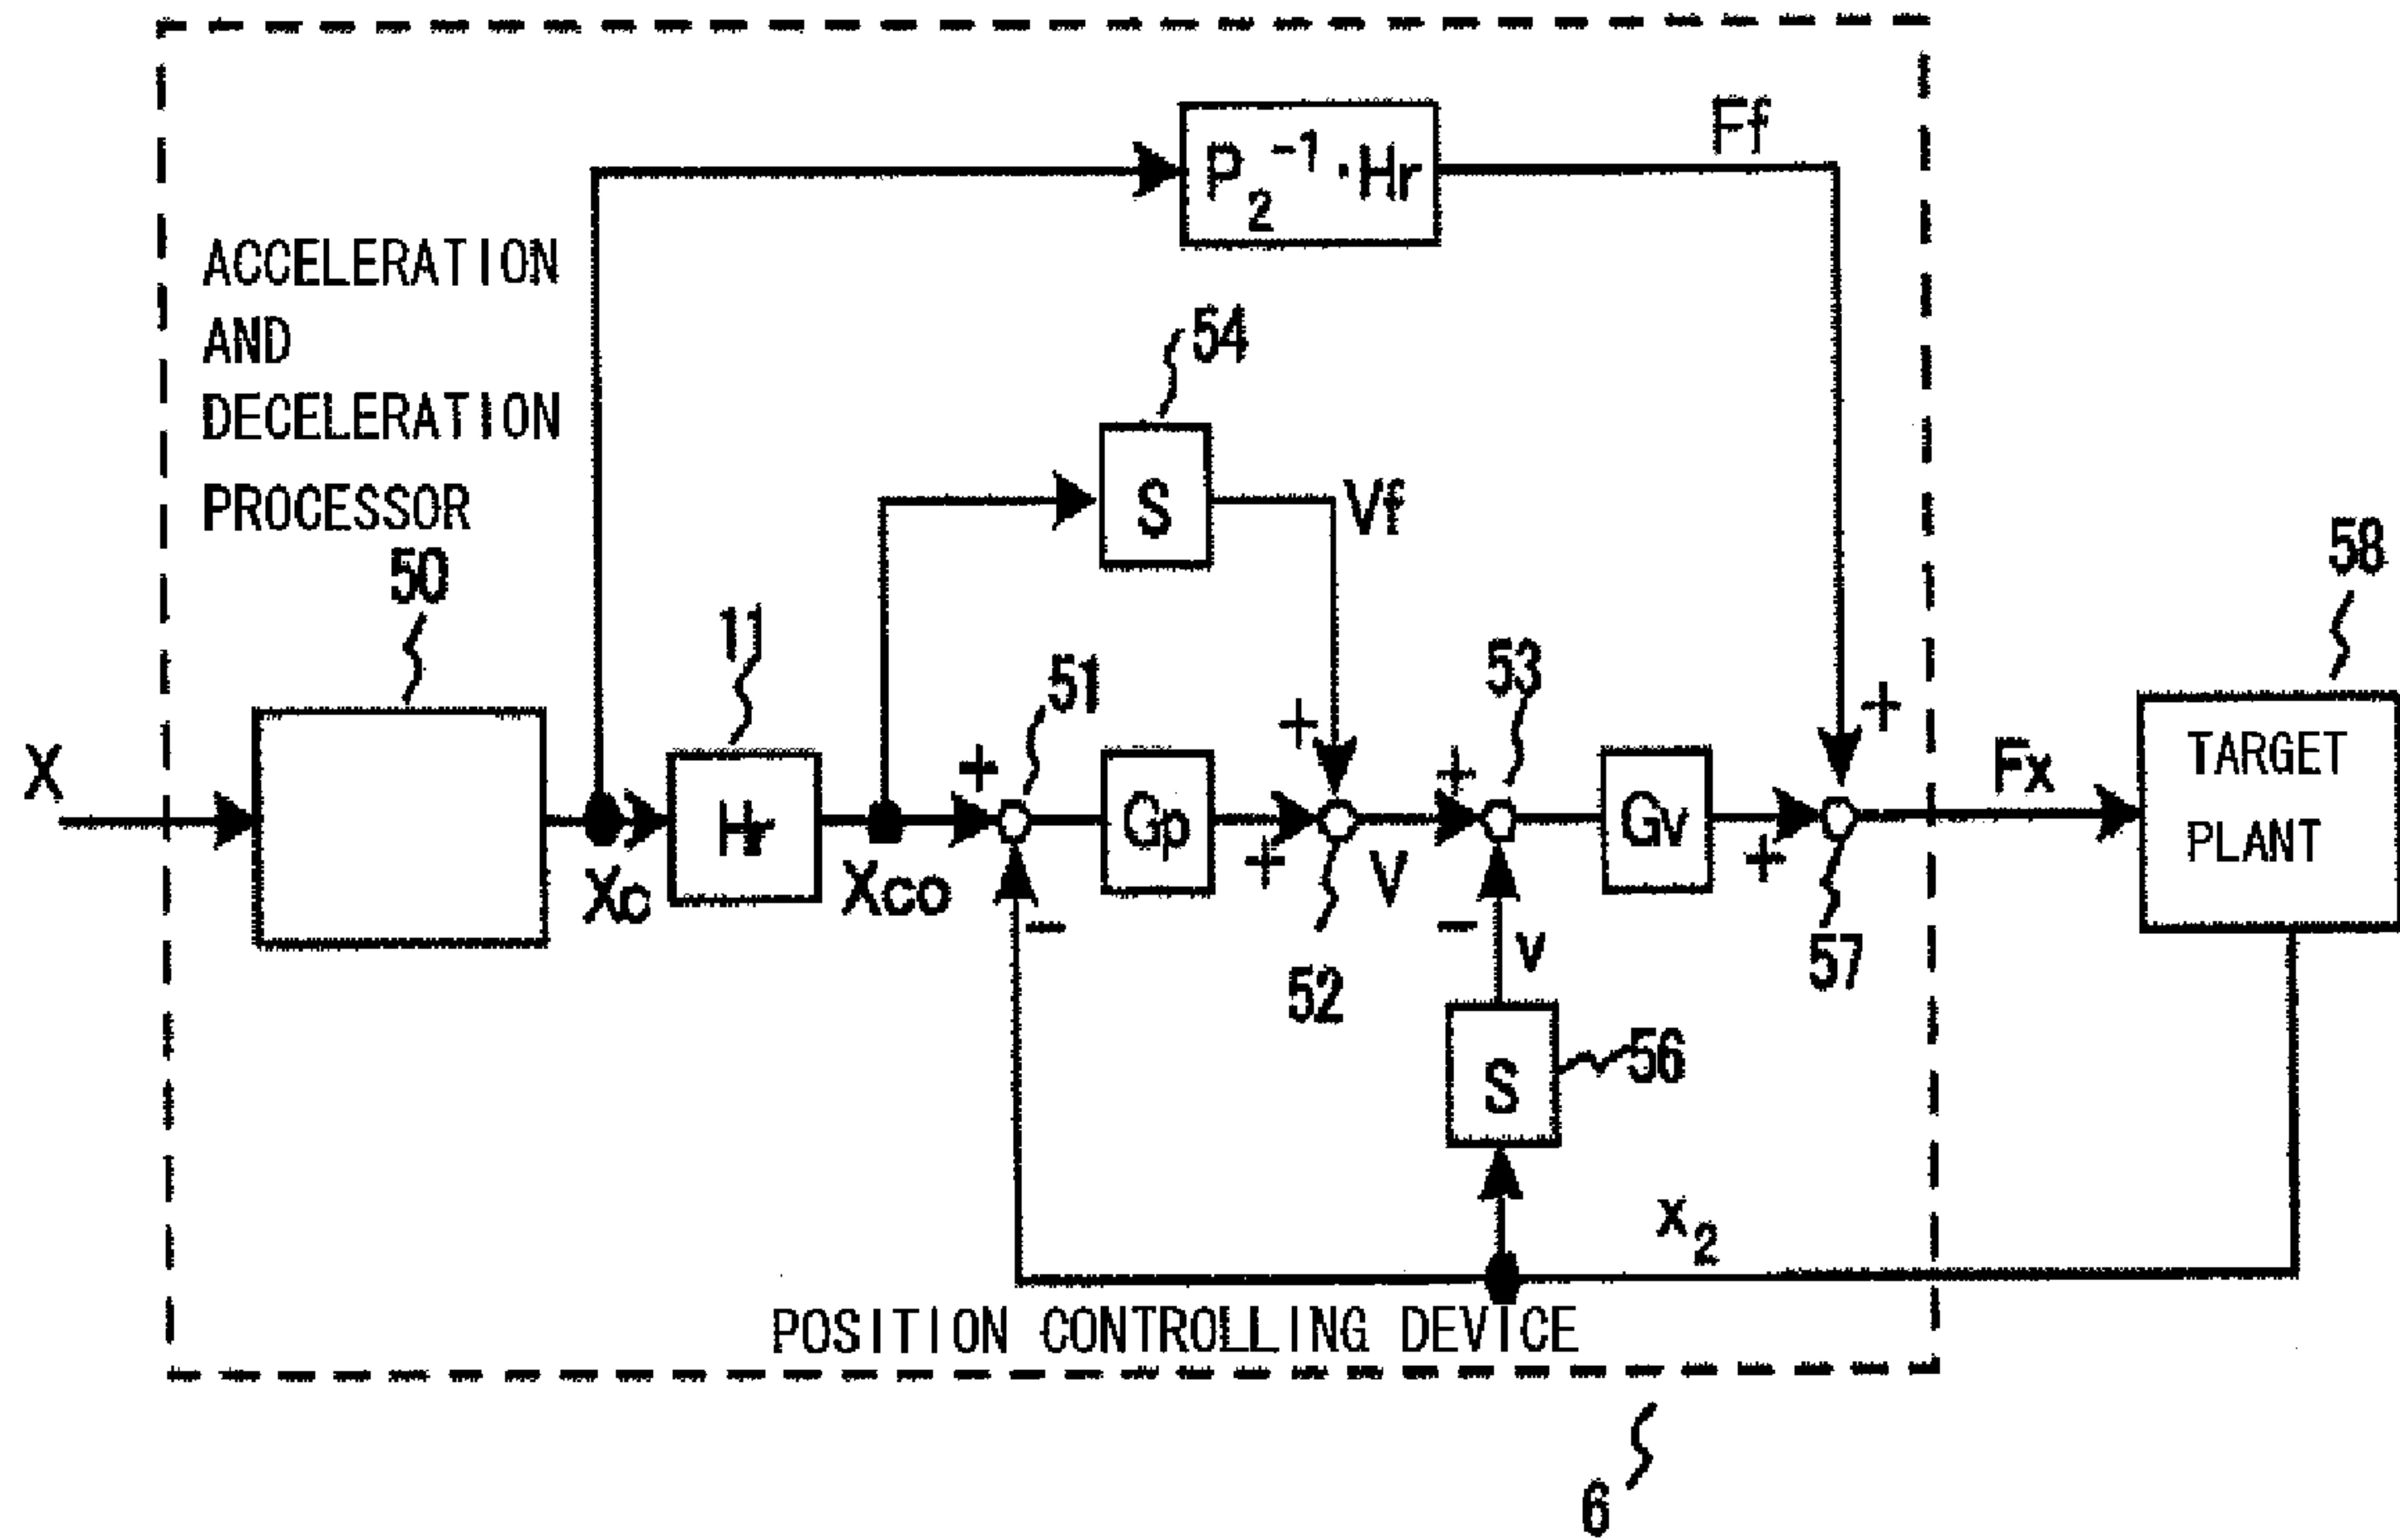 P₂⁻¹·Hr
Ff
ACCELERATION
AND
DECELERATION
PROCESSOR
54
S
Vf
50
58
11
51
53
X
Hr
Gp
Gv
Fx
TARGET
PLANT
+
+
+
+
+
+
Xc
Xco
-
V
-
v
52
57
S
56
x₂
POSITION CONTROLLING DEVICE
6